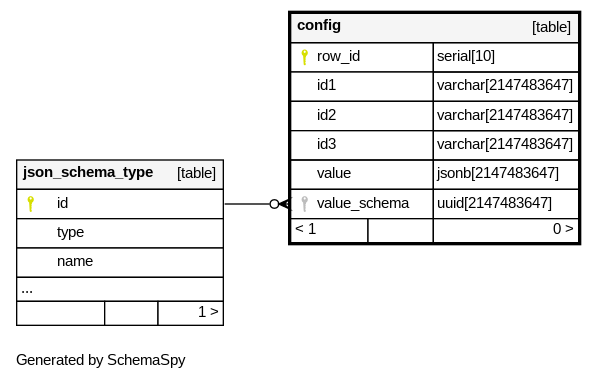 config [table]
row_id serial[10]
id1 varchar[2147483647]
id2 varchar[2147483647]
id3 varchar[2147483647]
value jsonb[2147483647]
value_schema uuid[2147483647]
< 1 0 >
json_schema_type [table]
id
type
name
...
1 >
Generated by SchemaSpy